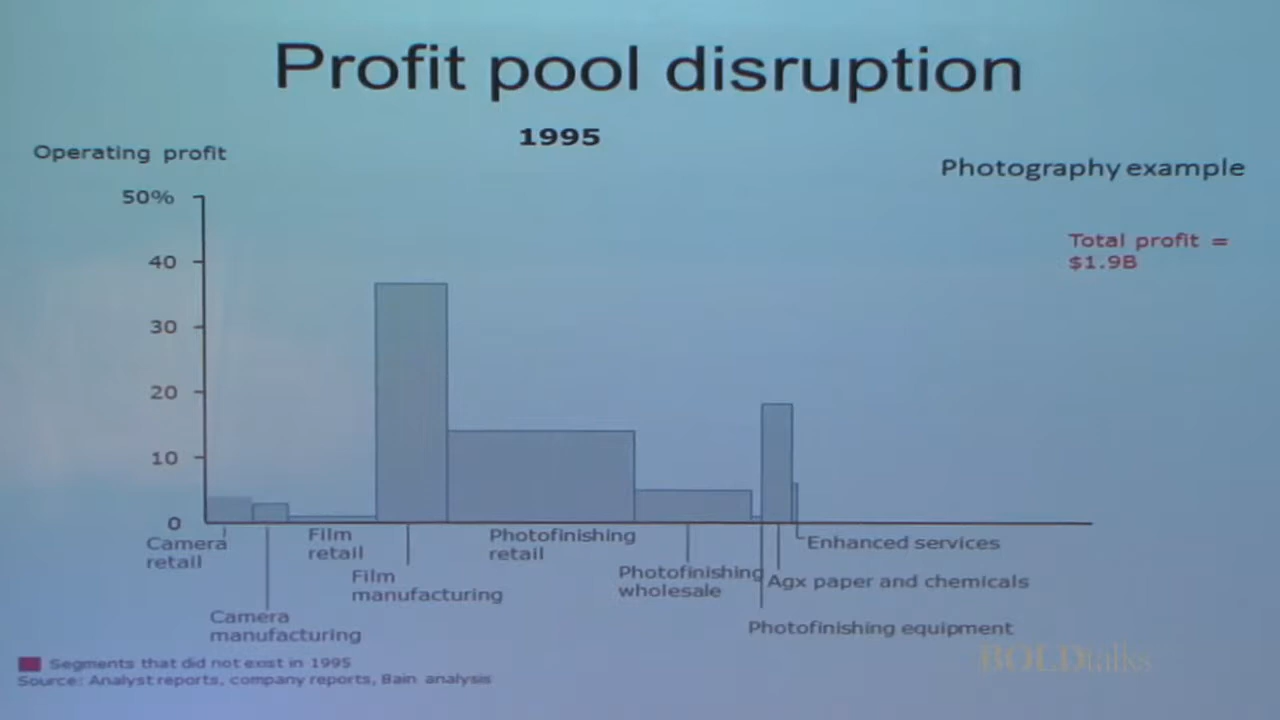 Profit pool disruption
1995
Operating profit
Photography example
50%
Total profit =
$1.9B
40
30
20
10
0
Camera
retail
Film
retail
Photofinishing
retail
Enhanced services
Film
manufacturing
Photofinishing
wholesale
Agx paper and chemicals
Camera
manufacturing
Photofinishing equipment
Segments that did not exist in 1995
Source: Analyst reports, company reports, Bain analysis
BOLDtalks